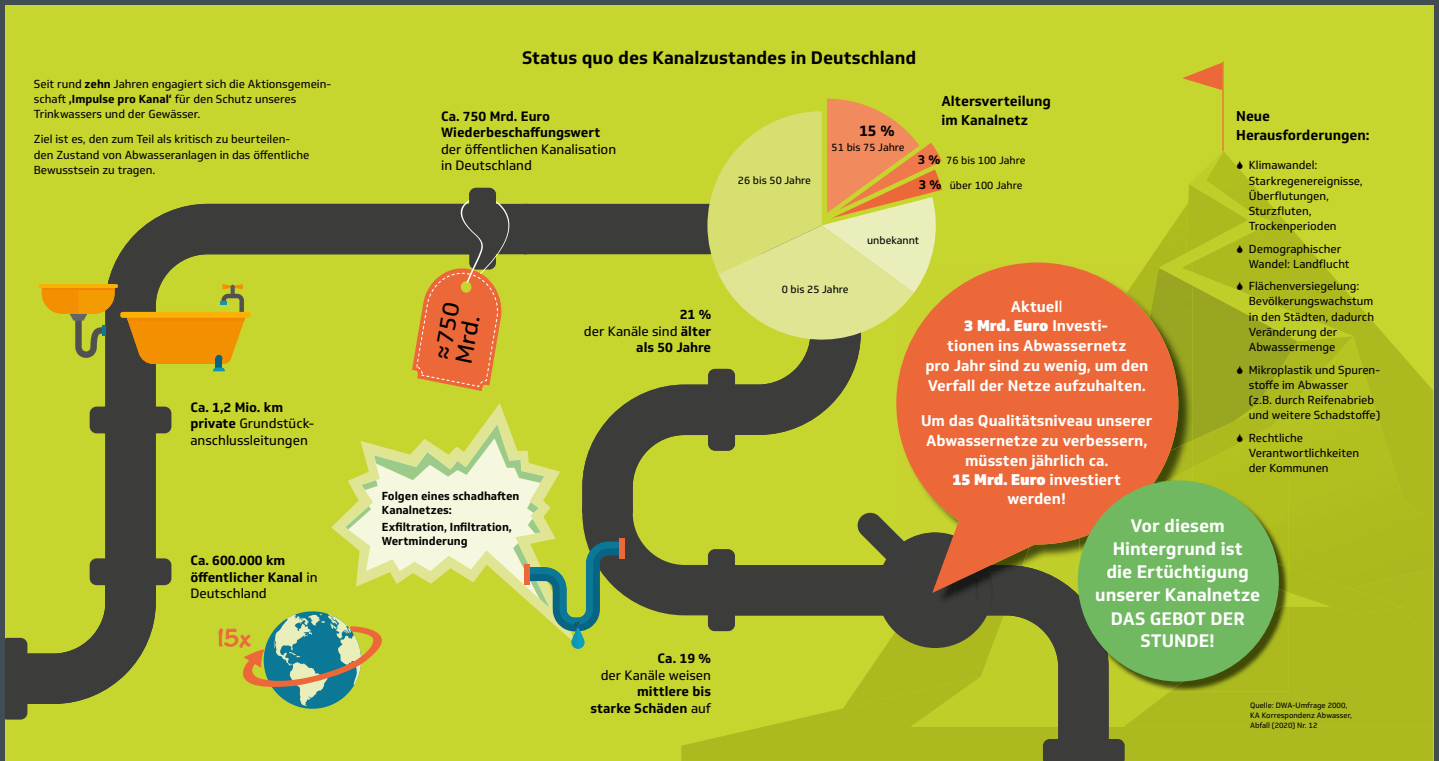 Status quo des Kanalzustandes in Deutschland
Seit rund zehn Jahren engagiert sich die Aktionsgemein-
schaft ‚Impulse pro Kanal‘ für den Schutz unseres
Trinkwassers und der Gewässer.
Ziel ist es, den zum Teil als kritisch zu beurteilen-
den Zustand von Abwasseranlagen in das öffentliche
Bewusstsein zu tragen.
Ca. 750 Mrd. Euro
Wiederbeschaffungswert
der öffentlichen Kanalisation
in Deutschland
≈ 750
Mrd.
Altersverteilung
im Kanalnetz
15 %
51 bis 75 Jahre
3 % 76 bis 100 Jahre
3 % über 100 Jahre
26 bis 50 Jahre
unbekannt
0 bis 25 Jahre
21 %
der Kanäle sind älter
als 50 Jahre
Ca. 1,2 Mio. km
private Grundstück-
anschlussleitungen
Folgen eines schadhaften
Kanalnetzes:
Exfiltration, Infiltration,
Wertminderung
Ca. 600.000 km
öffentlicher Kanal in
Deutschland
15x
Ca. 19 %
der Kanäle weisen
mittlere bis
starke Schäden auf
Aktuell
3 Mrd. Euro Investi-
tionen ins Abwassernetz
pro Jahr sind zu wenig, um den
Verfall der Netze aufzuhalten.
Um das Qualitätsniveau unserer
Abwassernetze zu verbessern,
müssten jährlich ca.
15 Mrd. Euro investiert
werden!
Vor diesem
Hintergrund ist
die Ertüchtigung
unserer Kanalnetze
DAS GEBOT DER
STUNDE!
Neue
Herausforderungen:
Klimawandel:
Starkregenereignisse,
Überflutungen,
Sturzfluten,
Trockenperioden
Demographischer
Wandel: Landflucht
Flächenversiegelung:
Bevölkerungswachstum
in den Städten, dadurch
Veränderung der
Abwassermenge
Mikroplastik und Spuren-
stoffe im Abwasser
(z.B. durch Reifenabrieb
und weitere Schadstoffe)
Rechtliche
Verantwortlichkeiten
der Kommunen
Quelle: DWA-Umfrage 2000,
KA Korrespondenz Abwasser,
Abfall (2020) Nr. 12